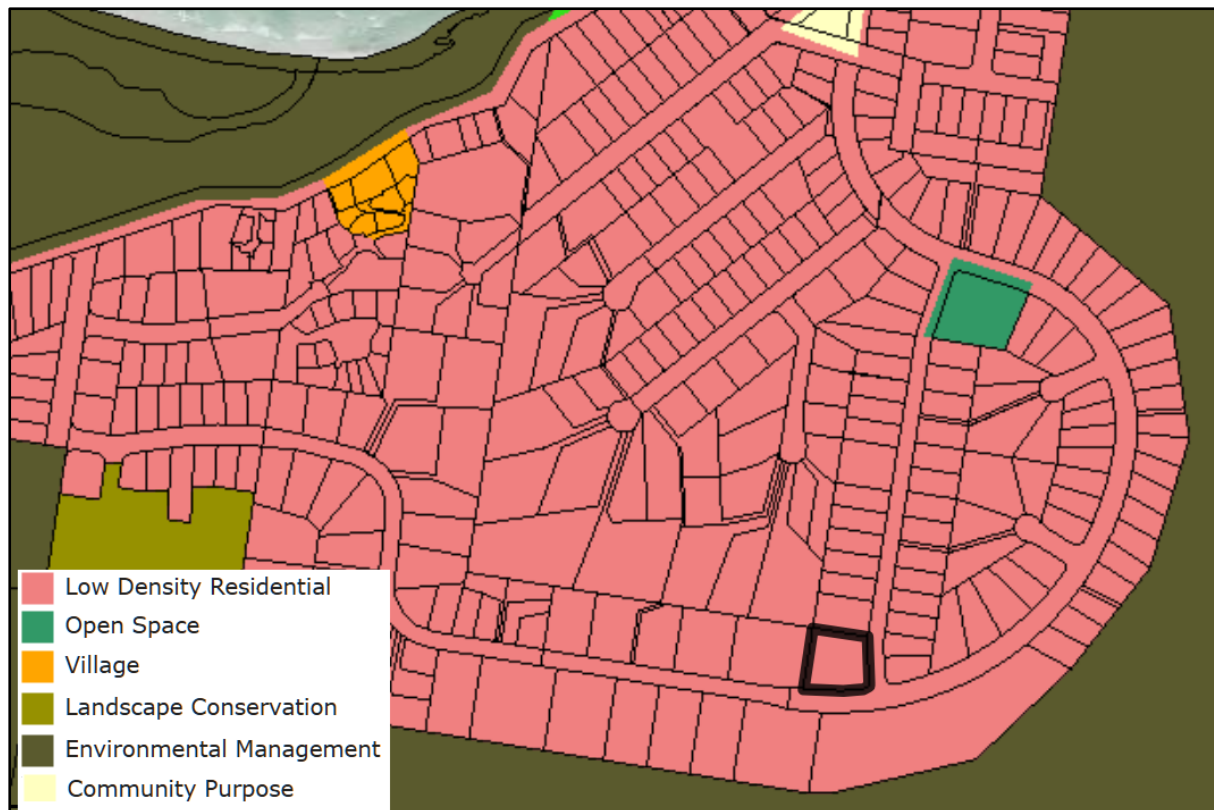 Low Density Residential
Open Space
Village
Landscape Conservation
Environmental Management
Community Purpose